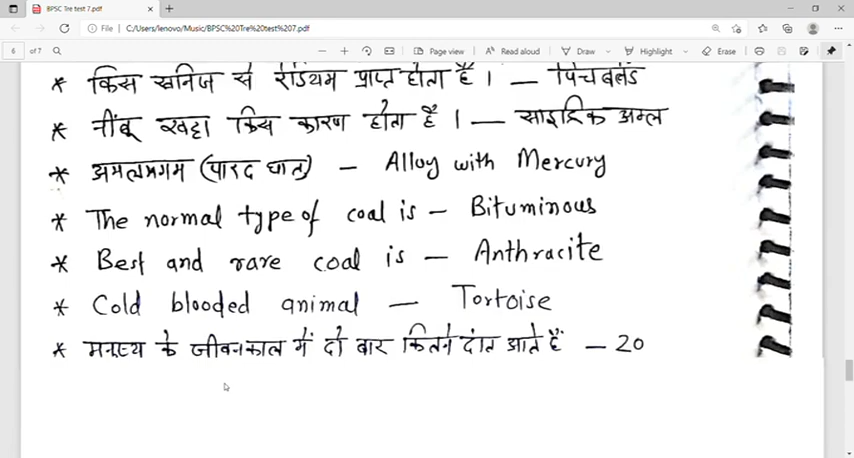 BPSC Tre test 7.pdf
File | C:/Users/lenovo/Music/BPSC%20Tre%20test%207.pdf
6 of 7 Page view Read aloud Draw Highlight Erase
* किस खनिज से रेडियम प्राप्त होता है । — पिचब्लेंड
* नींबू खट्टा किस कारण होता है । — साइट्रिक अम्ल
* अमलगम (पारद धातु) — Alloy with Mercury
* The normal type of coal is — Bituminous
* Best and rare coal is — Anthracite
* Cold blooded animal — Tortoise
* मनुष्य के जीवनकाल में दो बार कितने दांत आते हैं — 20